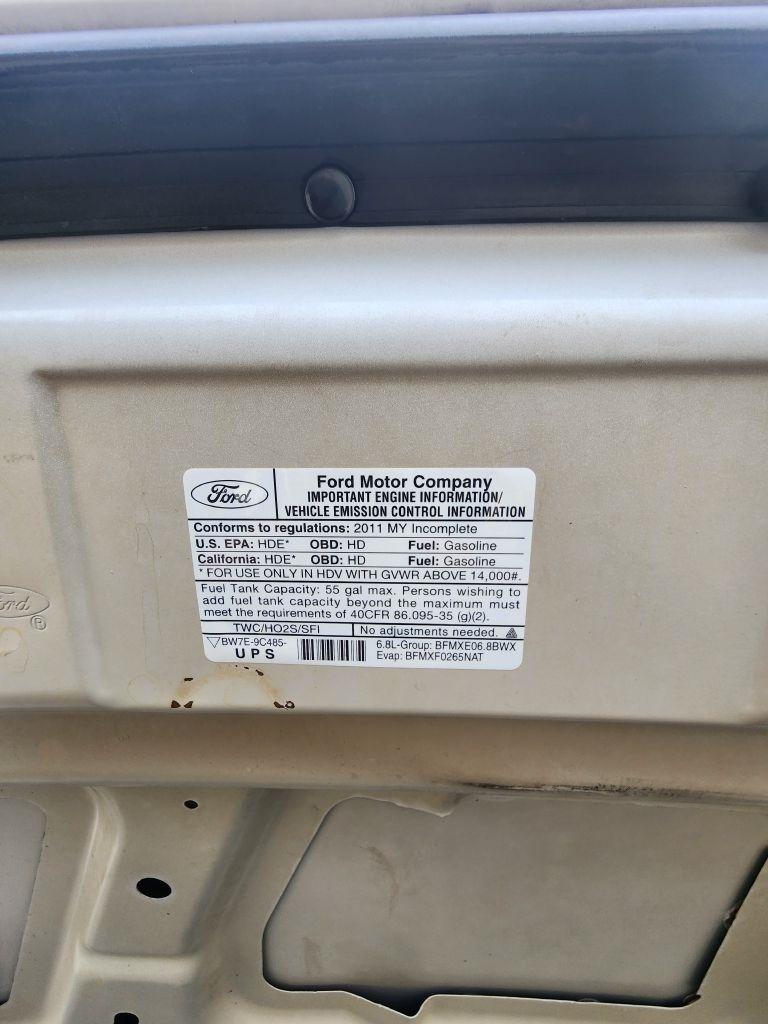 Ford
Ford Motor Company
IMPORTANT ENGINE INFORMATION/
VEHICLE EMISSION CONTROL INFORMATION
Conforms to regulations: 2011 MY Incomplete
U.S. EPA: HDE* OBD: HD Fuel: Gasoline
California: HDE* OBD: HD Fuel: Gasoline
* FOR USE ONLY IN HDV WITH GVWR ABOVE 14,000#.
Fuel Tank Capacity: 55 gal max. Persons wishing to
add fuel tank capacity beyond the maximum must
meet the requirements of 40CFR 86.095-35 (g)(2).
TWC/HO2S/SFI No adjustments needed.
BW7E-9C485-
UPS
6.8L-Group: BFMXE06.8BWX
Evap: BFMXF0265NAT
Ford
®